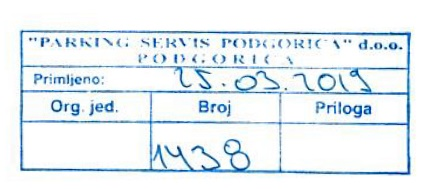 "PARKING SERVIS PODGORICA" d.o.o.
PODGORICA
Primljeno: 25.03.2019
Org. jed. Broj Priloga
1438